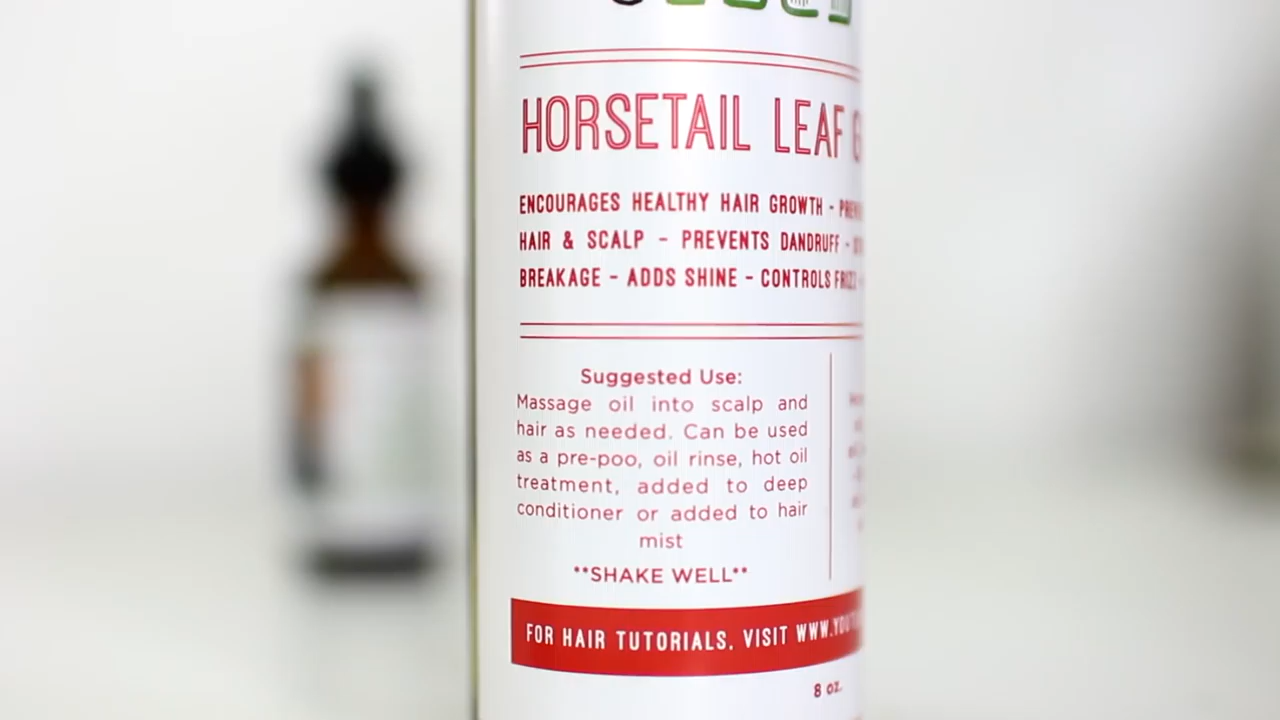 HORSETAIL LEAF
ENCOURAGES HEALTHY HAIR GROWTH -
HAIR & SCALP - PREVENTS DANDRUFF -
BREAKAGE - ADDS SHINE - CONTROLS FRIZZ -
Suggested Use:
Massage oil into scalp and
hair as needed. Can be used
as a pre-poo, oil rinse, hot oil
treatment, added to deep
conditioner or added to hair
mist
**SHAKE WELL**
FOR HAIR TUTORIALS, VISIT
8 oz.